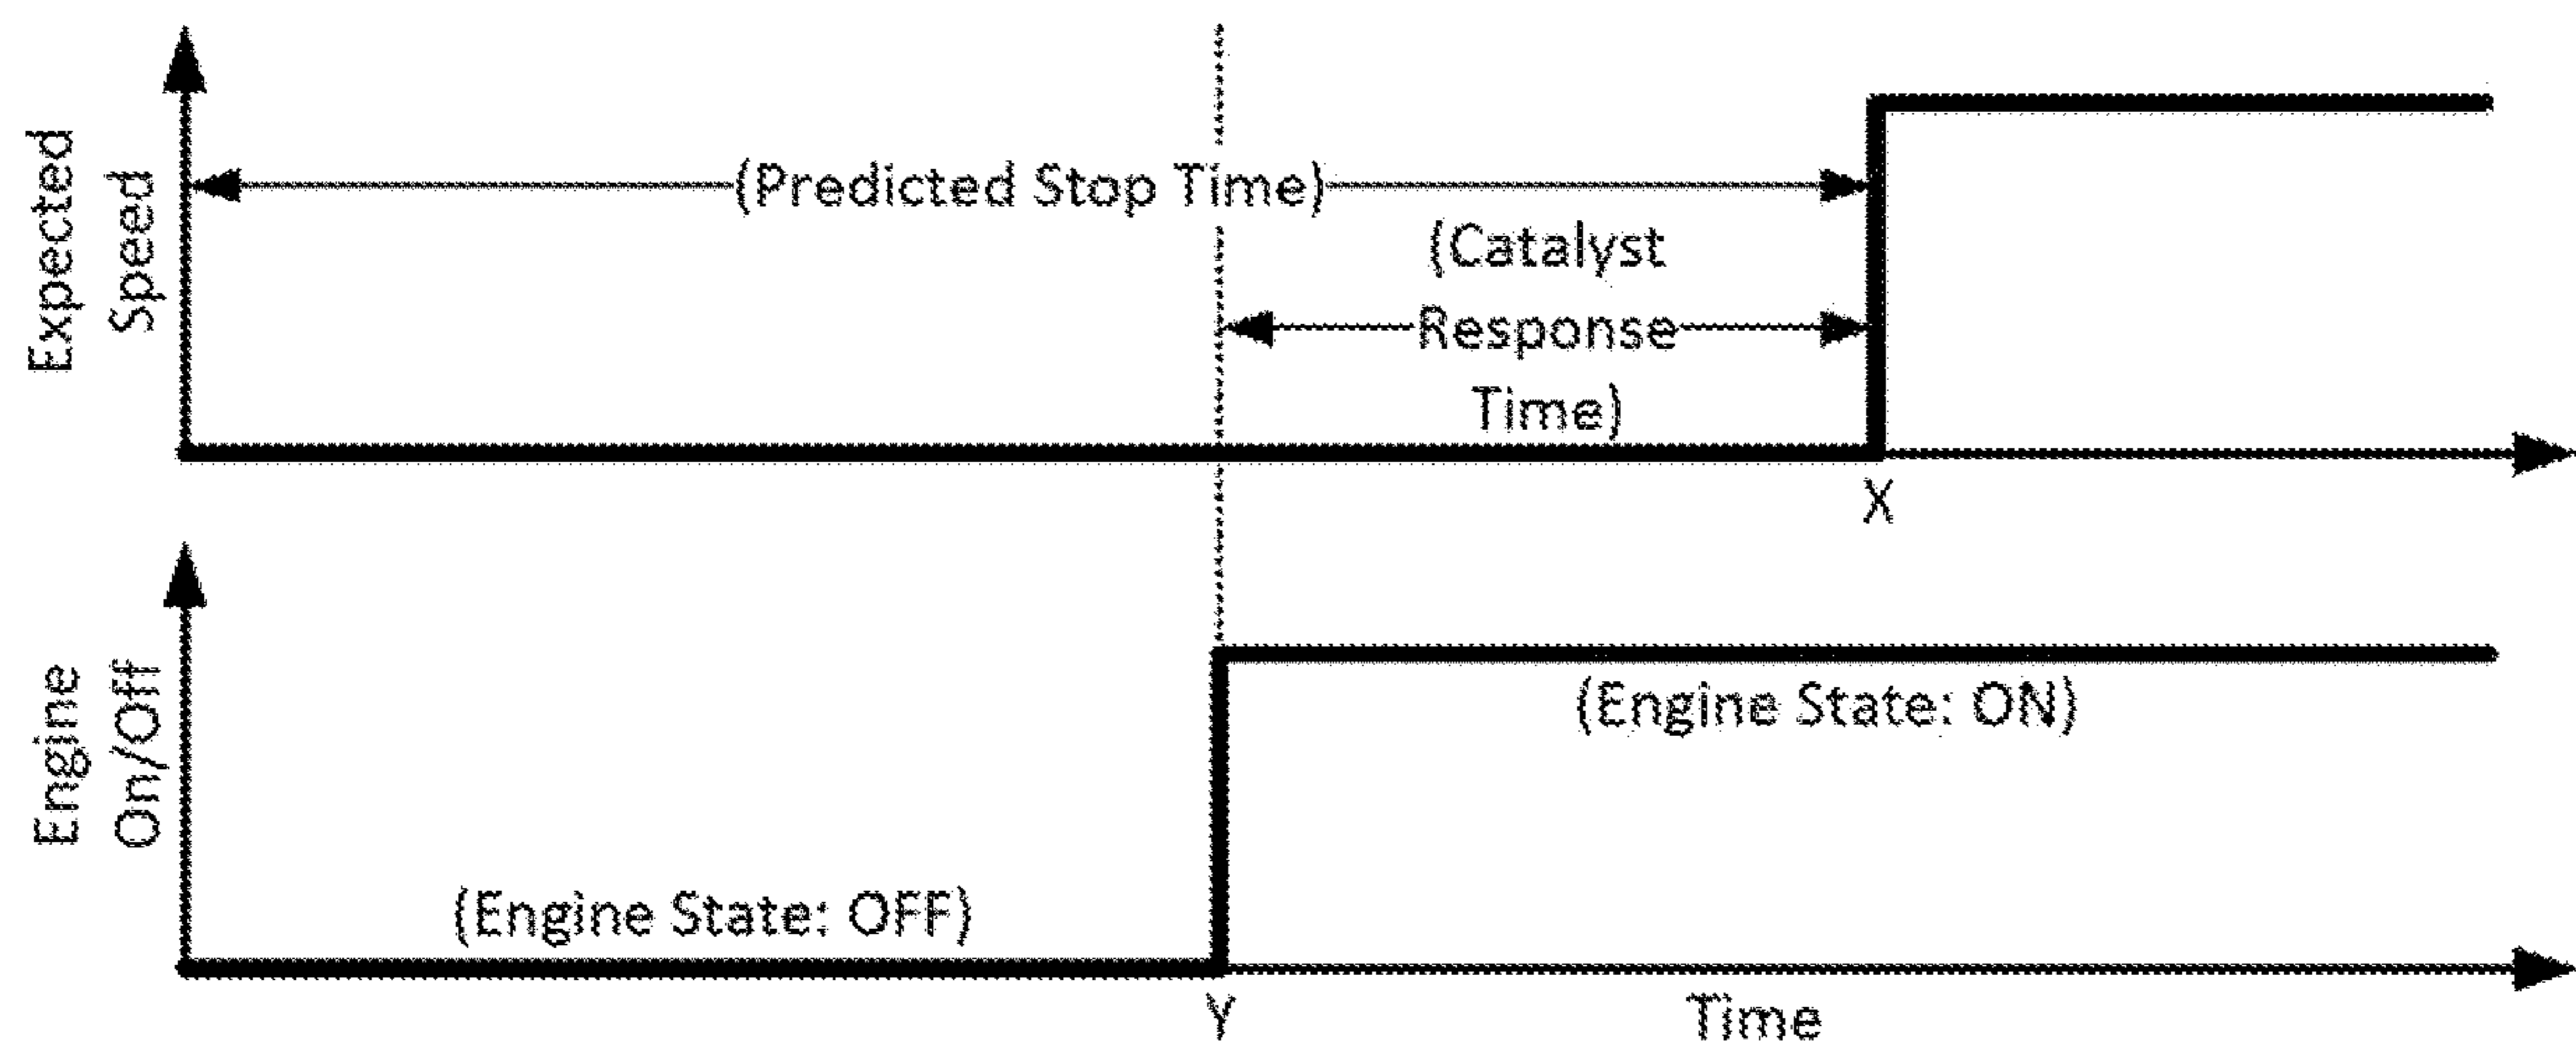 Expected
Speed
(Predicted Stop Time)
(Catalyst
Response
Time)
X
Engine
On/Off
(Engine State: ON)
(Engine State: OFF)
Y
Time